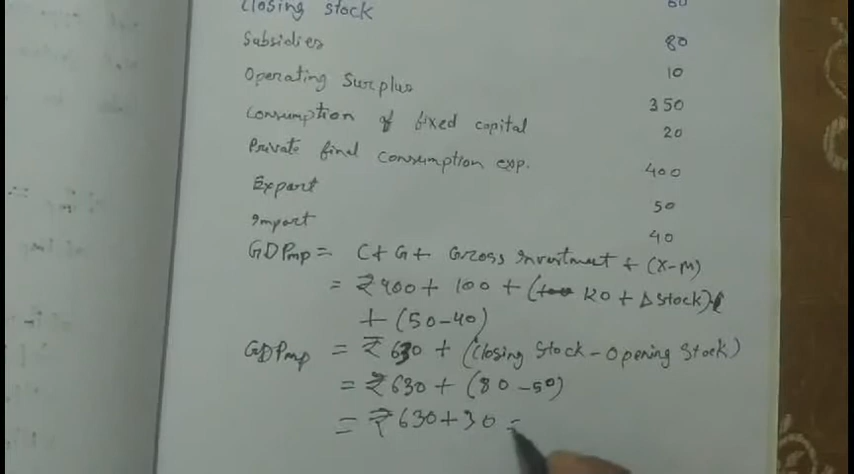 Closing stock
Subsidies 80
Operating Surplus 10
Consumption of fixed capital 350
Private final consumption exp. 20
Export 400
Import 50
40
GDPmp = C+ G+ Gross Investment + (X-M)
= ₹400 + 100 + ( 120 + Δ Stock)
+ (50-40)
GDPmp = ₹630 + (Closing Stock - Opening Stock)
= ₹630 + (80 -50)
= ₹630+30 =